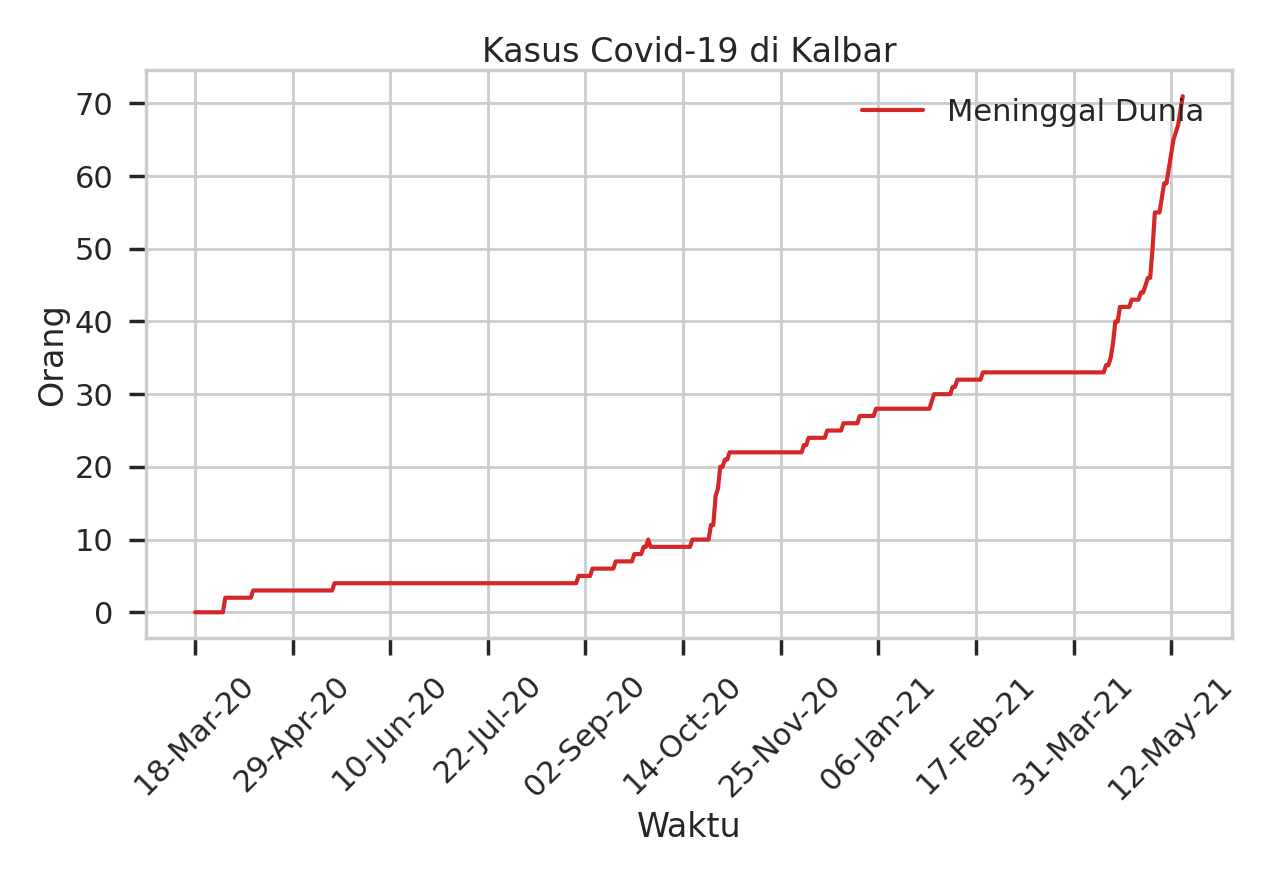 Kasus Covid-19 di Kalbar
Meninggal Dunia
Orang
70
60
50
40
30
20
10
0
18-Mar-20
29-Apr-20
10-Jun-20
22-Jul-20
02-Sep-20
14-Oct-20
25-Nov-20
06-Jan-21
17-Feb-21
31-Mar-21
12-May-21
Waktu